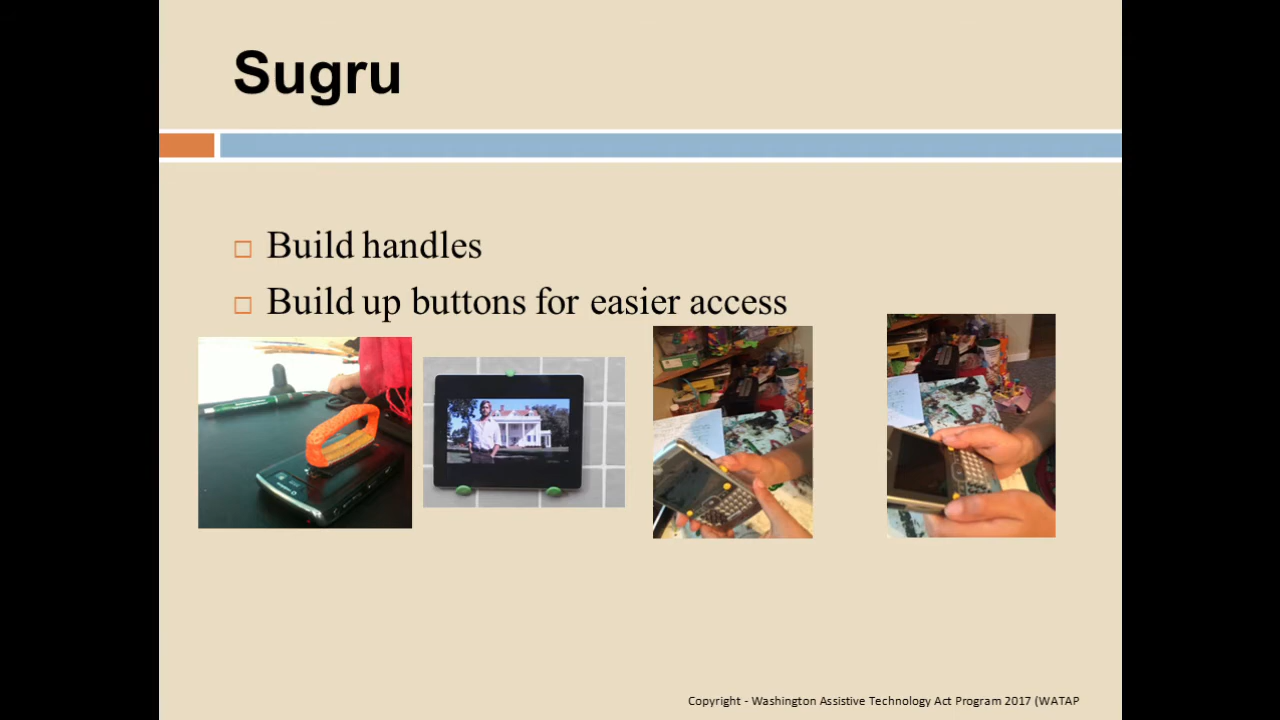 Sugru
Build handles
Build up buttons for easier access
Copyright - Washington Assistive Technology Act Program 2017 (WATAP